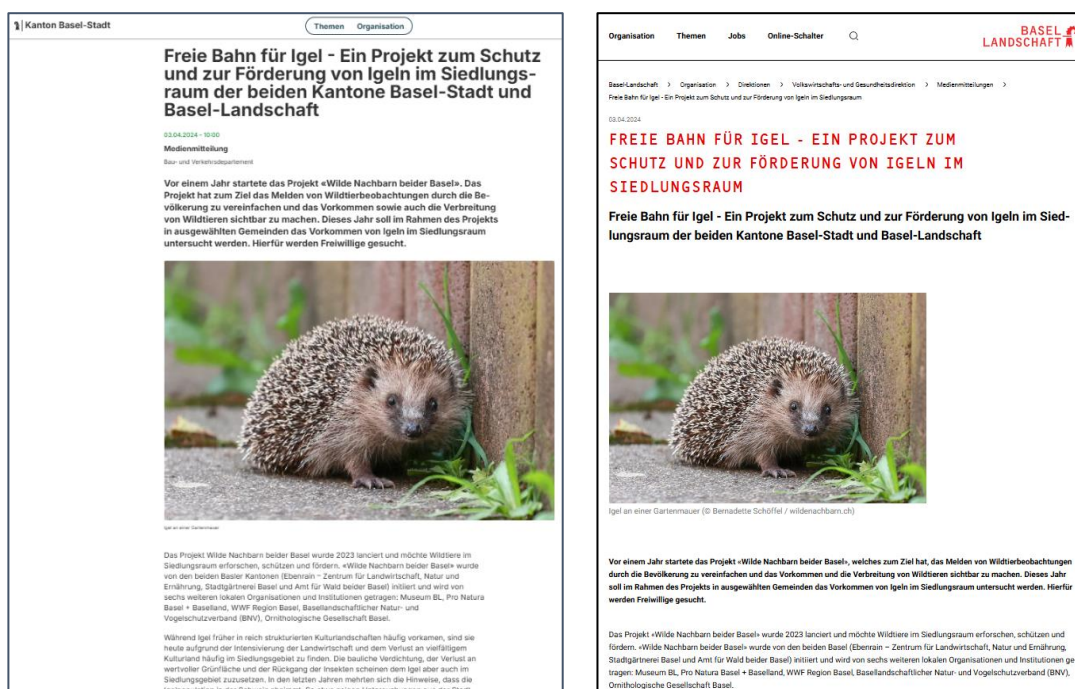 Kanton Basel-Stadt
Themen Organisation
Freie Bahn für Igel - Ein Projekt zum Schutz
und zur Förderung von Igeln im Siedlungs-
raum der beiden Kantone Basel-Stadt und
Basel-Landschaft
03.04.2024 - 10:00
Medienmitteilung
Bau- und Verkehrsdepartement
Vor einem Jahr startete das Projekt «Wilde Nachbarn beider Basel». Das
Projekt hat zum Ziel das Melden von Wildtierbeobachtungen durch die Be-
völkerung zu vereinfachen und das Vorkommen sowie auch die Verbreitung
von Wildtieren sichtbar zu machen. Dieses Jahr soll im Rahmen des Projekts
in ausgewählten Gemeinden das Vorkommen von Igeln im Siedlungsraum
untersucht werden. Hierfür werden Freiwillige gesucht.
Igel an einer Gartenmauer
Das Projekt Wilde Nachbarn beider Basel wurde 2023 lanciert und möchte Wildtiere im
Siedlungsraum erforschen, schützen und fördern. «Wilde Nachbarn beider Basel» wurde
von den beiden Basler Kantonen (Ebenrain – Zentrum für Landwirtschaft, Natur und
Ernährung, Stadtgärtnerei Basel und Amt für Wald beider Basel) initiiert und wird von
sechs weiteren lokalen Organisationen und Institutionen getragen: Museum BL, Pro Natura
Basel + Baselland, WWF Region Basel, Basellandschaftlicher Natur- und
Vogelschutzverband (BNV), Ornithologische Gesellschaft Basel.
Während Igel früher in reich strukturierten Kulturlandschaften häufig vorkamen, sind sie
heute aufgrund der Intensivierung der Landwirtschaft und dem Verlust an vielfältigem
Kulturland häufig im Siedlungsgebiet zu finden. Die bauliche Verdichtung, der Verlust an
wertvoller Grünfläche und der Rückgang der Insekten scheinen dem Igel aber auch im
Siedlungsgebiet zuzusetzen. In den letzten Jahren mehrten sich die Hinweise, dass die
Organisation Themen Jobs Online-Schalter
BASEL
LANDSCHAFT
Basel-Landschaft > Organisation > Direktionen > Volkswirtschafts- und Gesundheitsdirektion > Medienmitteilungen >
Freie Bahn für Igel - Ein Projekt zum Schutz und zur Förderung von Igeln im Siedlungsraum
03.04.2024
FREIE BAHN FÜR IGEL - EIN PROJEKT ZUM
SCHUTZ UND ZUR FÖRDERUNG VON IGELN IM
SIEDLUNGSRAUM
Freie Bahn für Igel - Ein Projekt zum Schutz und zur Förderung von Igeln im Sied-
lungsraum der beiden Kantone Basel-Stadt und Basel-Landschaft
Igel an einer Gartenmauer (© Bernadette Schöffel / wildenachbarn.ch)
Vor einem Jahr startete das Projekt «Wilde Nachbarn beider Basel», welches zum Ziel hat, das Melden von Wildtierbeobachtungen
durch die Bevölkerung zu vereinfachen und das Vorkommen und die Verbreitung von Wildtieren sichtbar zu machen. Dieses Jahr
soll im Rahmen des Projekts in ausgewählten Gemeinden das Vorkommen von Igeln im Siedlungsraum untersucht werden. Hierfür
werden Freiwillige gesucht.
Das Projekt «Wilde Nachbarn beider Basel» wurde 2023 lanciert und möchte Wildtiere im Siedlungsraum erforschen, schützen und
fördern. «Wilde Nachbarn beider Basel» wurde von den beiden Basel (Ebenrain – Zentrum für Landwirtschaft, Natur und Ernährung,
Stadtgärtnerei Basel und Amt für Wald beider Basel) initiiert und wird von sechs weiteren lokalen Organisationen und Institutionen ge
tragen: Museum BL, Pro Natura Basel + Baselland, WWF Region Basel, Basellandschaftlicher Natur- und Vogelschutzverband (BNV),
Ornithologische Gesellschaft Basel.